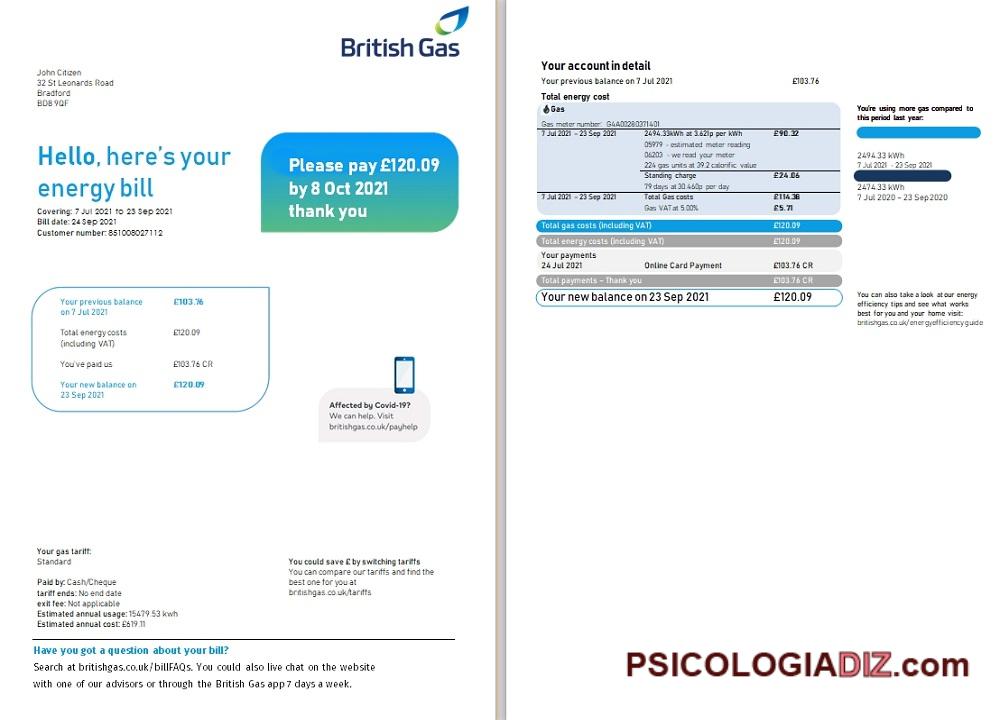 British Gas
John Citizen
32 St Leonards Road
Bradford
BD8 9QF
Hello, here's your
energy bill
Covering: 7 Jul 2021 to 23 Sep 2021
Bill date: 24 Sep 2021
Customer number: 851008027112
Please pay £120.09
by 8 Oct 2021
thank you
Your previous balance £103.76
on 7 Jul 2021
Total energy costs £120.09
(including VAT)
You've paid us £103.76 CR
Your new balance on £120.09
23 Sep 2021
Affected by Covid-19?
We can help. Visit
britishgas.co.uk/payhelp
Your gas tariff:
Standard
Paid by: Cash/Cheque
tariff ends: No end date
exit fee: Not applicable
Estimated annual usage: 15479.53 kwh
Estimated annual cost: £619.11
You could save £ by switching tariffs
You can compare our tariffs and find the
best one for you at
britishgas.co.uk/tariffs
Have you got a question about your bill?
Search at britishgas.co.uk/billFAQs. You could also live chat on the website
with one of our advisors or through the British Gas app 7 days a week.
Your account in detail
Your previous balance on 7 Jul 2021 £103.76
Total energy cost
Gas
Gas meter number: G4A00280371401
7 Jul 2021 - 23 Sep 2021 2494.33kWh at 3.621p per kWh £90.32
05979 - estimated meter reading
06203 - we read your meter
224 gas units at 39.2 calorific value
Standing charge £24.06
79 days at 30.460p per day
7 Jul 2021 - 23 Sep 2021 Total Gas costs £114.38
Gas VAT at 5.00% £5.71
Total gas costs (including VAT) £120.09
Total energy costs (including VAT) £120.09
Your payments
24 Jul 2021 Online Card Payment £103.76 CR
Total payments – Thank you £103.76 CR
Your new balance on 23 Sep 2021 £120.09
You're using more gas compared to
this period last year:
2494.33 kWh
7 Jul 2021 - 23 Sep 2021
2474.33 kWh
7 Jul 2020 – 23 Sep 2020
You can also take a look at our energy
efficiency tips and see what works
best for you and your home visit:
britishgas.co.uk/energyefficiencyguide
PSICOLOGIADIZ.com